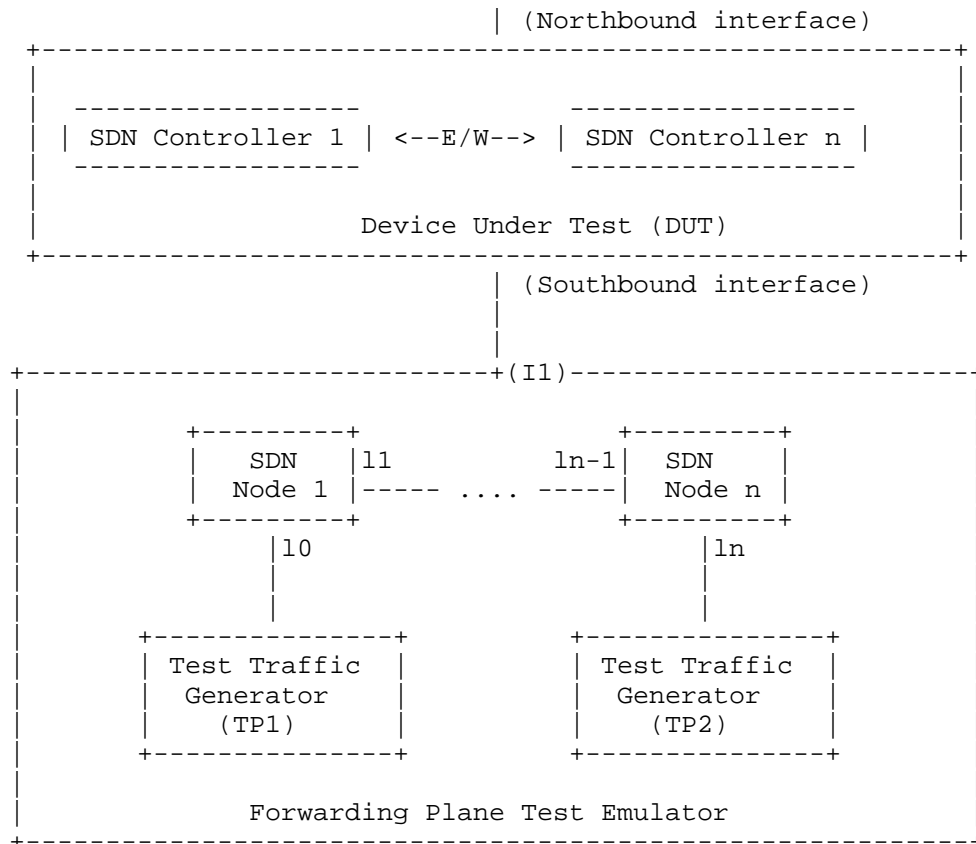 | (Northbound interface)
+----------------------------------------------------------+
|                                                          |
|  ------------------             ------------------       |
| | SDN Controller 1 | <--E/W--> | SDN Controller n |      |
|  ------------------             ------------------       |
|                                                          |
|                  Device Under Test (DUT)                 |
+----------------------------------------------------------+
| (Southbound interface)
|
|
+------------------------------+(I1)--------------------------
|                                                            |
|          +---------+                +---------+            |
|          |   SDN   |l1          ln-1|  SDN    |            |
|          |  Node 1 |----- .... -----|  Node n |            |
|          +---------+                +---------+            |
|               |l0                        |ln               |
|               |                          |                 |
|               |                          |                 |
|       +---------------+          +---------------+         |
|       | Test Traffic  |          | Test Traffic  |         |
|       |  Generator    |          |  Generator    |         |
|       |    (TP1)      |          |    (TP2)      |         |
|       +---------------+          +---------------+         |
|                                                            |
|              Forwarding Plane Test Emulator                |
+-------------------------------------------------------------